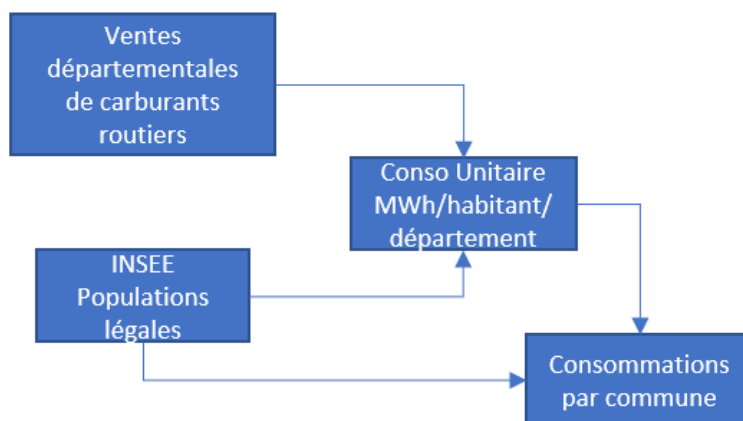 Ventes
départementales
de carburants
routiers
Conso Unitaire
MWh/habitant/
département
INSEE
Populations
légales
Consommations
par commune